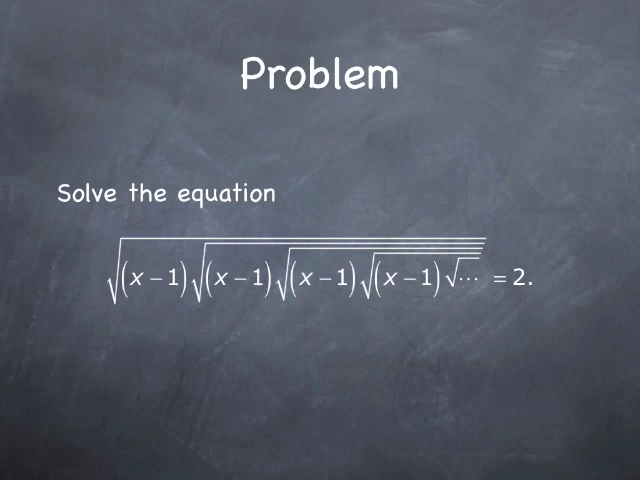 Problem
Solve the equation
√((x − 1)√((x − 1)√((x − 1)√((x − 1)√⋯)))) = 2.